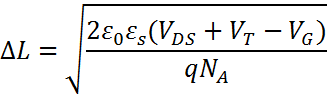 ΔL = √(2ε₀εₛ(V_DS + V_T − V_G) / qN_A)